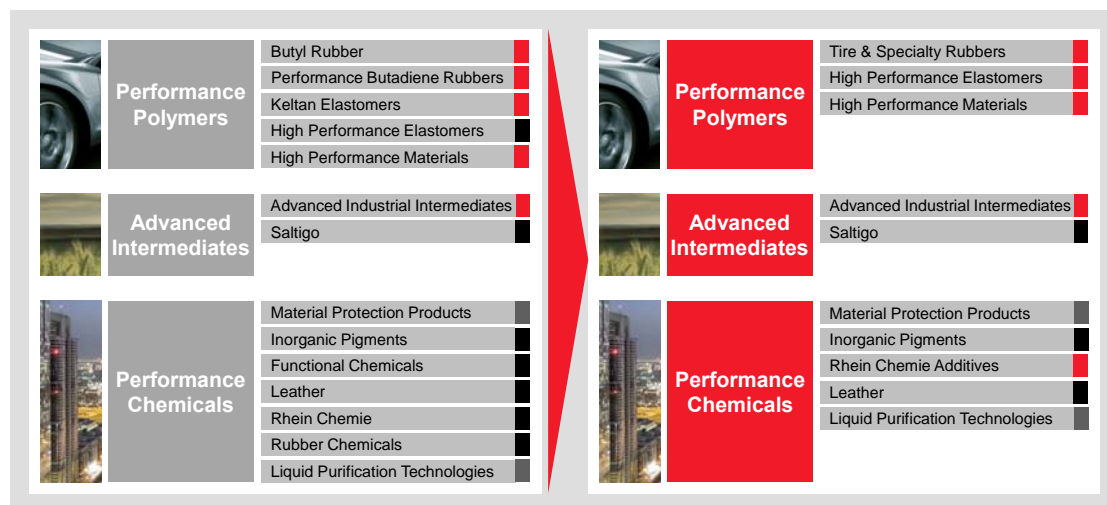 Performance
Polymers
Butyl Rubber
Performance Butadiene Rubbers
Keltan Elastomers
High Performance Elastomers
High Performance Materials
Advanced
Intermediates
Advanced Industrial Intermediates
Saltigo
Performance
Chemicals
Material Protection Products
Inorganic Pigments
Functional Chemicals
Leather
Rhein Chemie
Rubber Chemicals
Liquid Purification Technologies
Performance
Polymers
Tire & Specialty Rubbers
High Performance Elastomers
High Performance Materials
Advanced
Intermediates
Advanced Industrial Intermediates
Saltigo
Performance
Chemicals
Material Protection Products
Inorganic Pigments
Rhein Chemie Additives
Leather
Liquid Purification Technologies